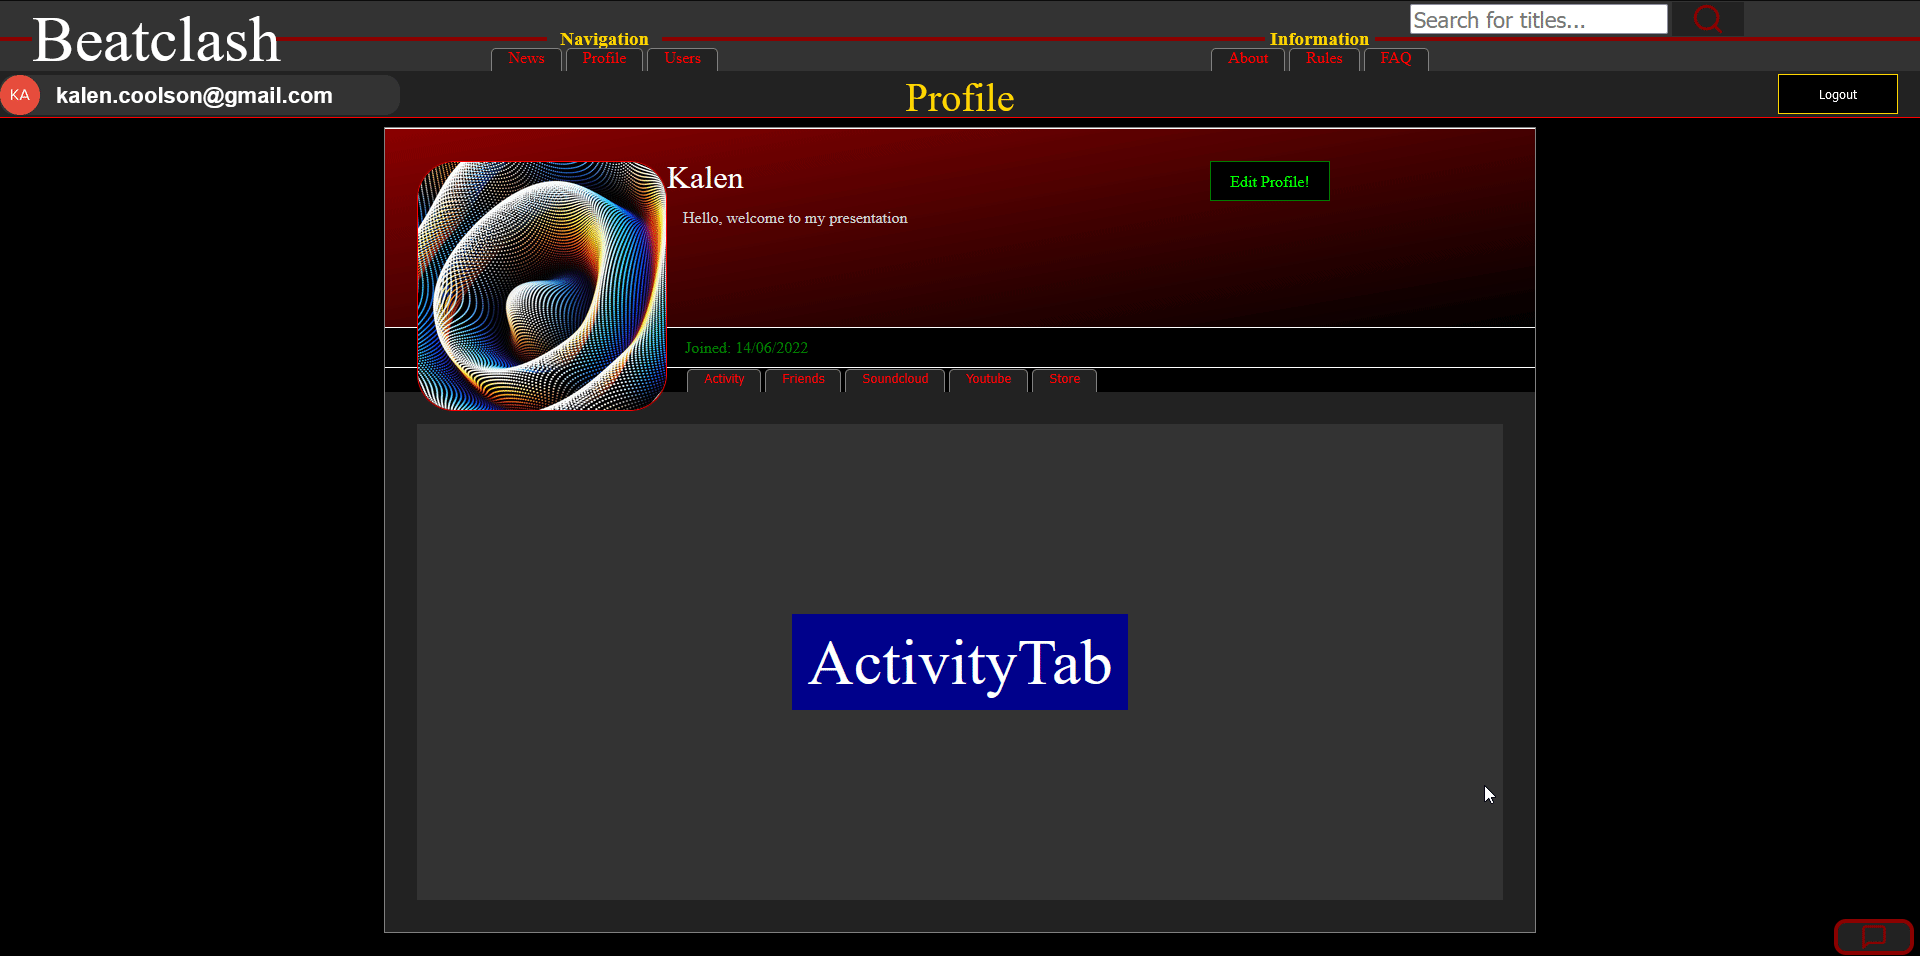 Beatclash
Navigation
News Profile Users
Information
About Rules FAQ
Search for titles...
KA kalen.coolson@gmail.com
Profile
Logout
Kalen
Hello, welcome to my presentation
Edit Profile!
Joined: 14/06/2022
Activity Friends Soundcloud Youtube Store
ActivityTab